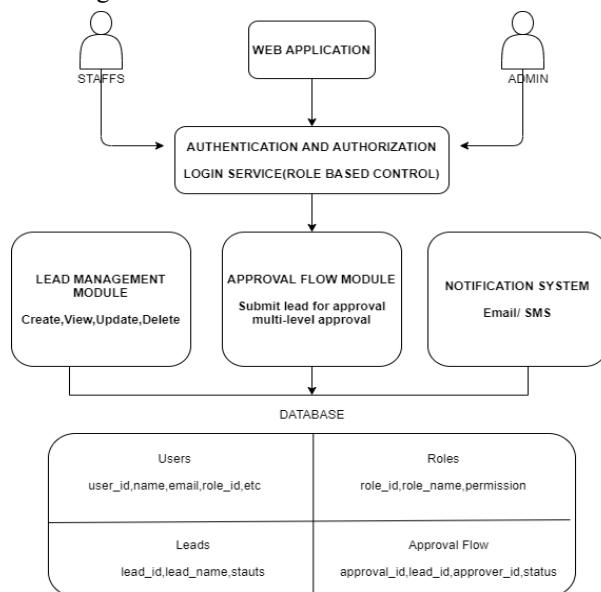 WEB APPLICATION
STAFFS
ADMIN
AUTHENTICATION AND AUTHORIZATION
LOGIN SERVICE(ROLE BASED CONTROL)
LEAD MANAGEMENT
MODULE
Create,View,Update,Delete
APPROVAL FLOW MODULE
Submit lead for approval
multi-level approval
NOTIFICATION SYSTEM
Email/ SMS
DATABASE
Users
user_id,name,email,role_id,etc
Roles
role_id,role_name,permission
Leads
lead_id,lead_name,stauts
Approval Flow
approval_id,lead_id,approver_id,status